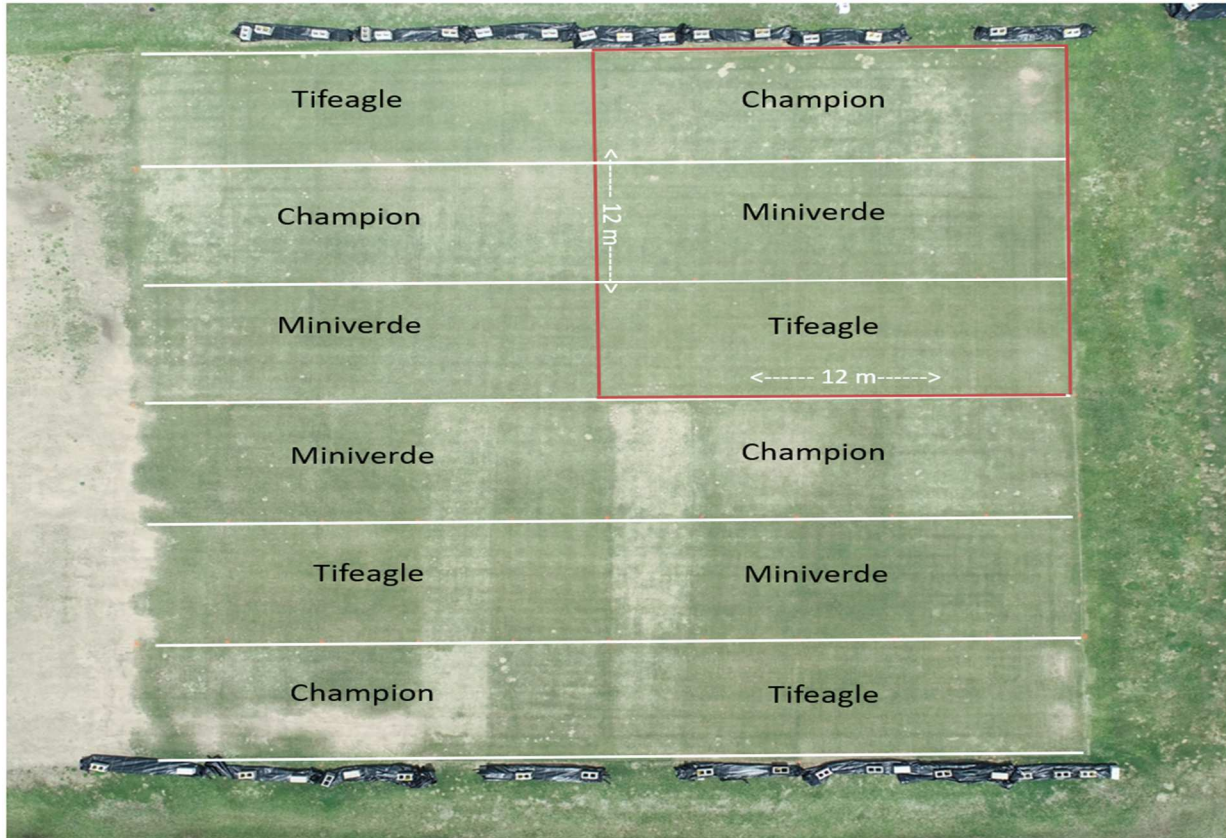 Tifeagle
Champion
Champion
Miniverde
<------ 12 m------>
Miniverde
Tifeagle
<------ 12 m------>
Miniverde
Champion
Tifeagle
Miniverde
Champion
Tifeagle